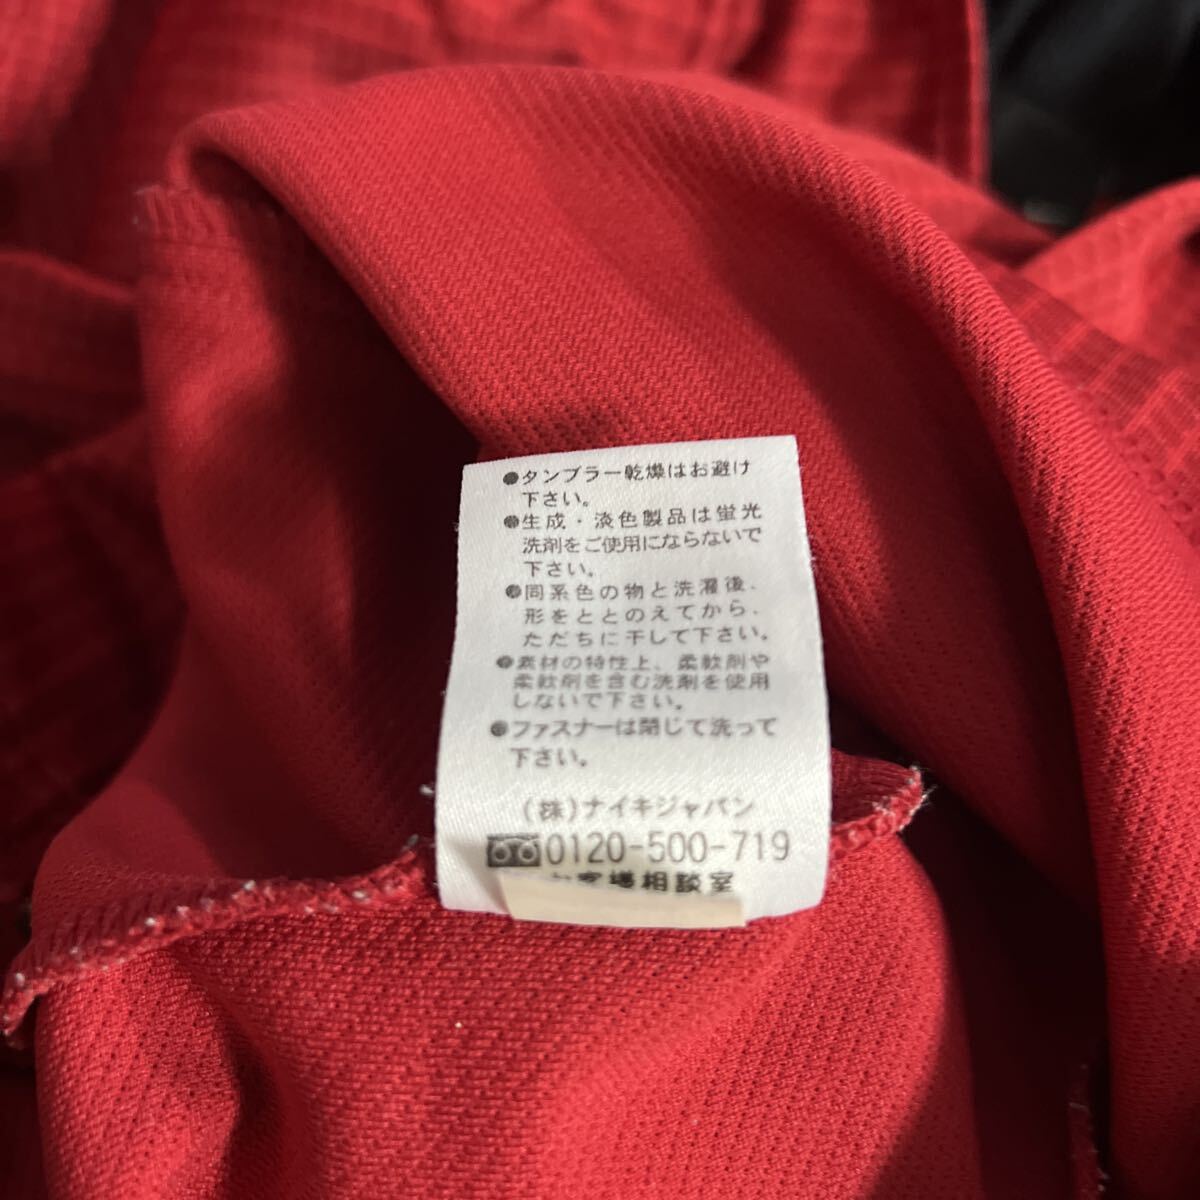 ●タンブラー乾燥はお避け
下さい。
●生成・淡色製品は蛍光
洗剤をご使用にならないで
下さい。
●同系色の物と洗濯後、
形をととのえてから、
ただちに干して下さい。
●素材の特性上、柔軟剤や
柔軟剤を含む洗剤を使用
しないで下さい。
●ファスナーは閉じて洗って
下さい。
(株)ナイキジャパン
0120-500-719
お客様相談室